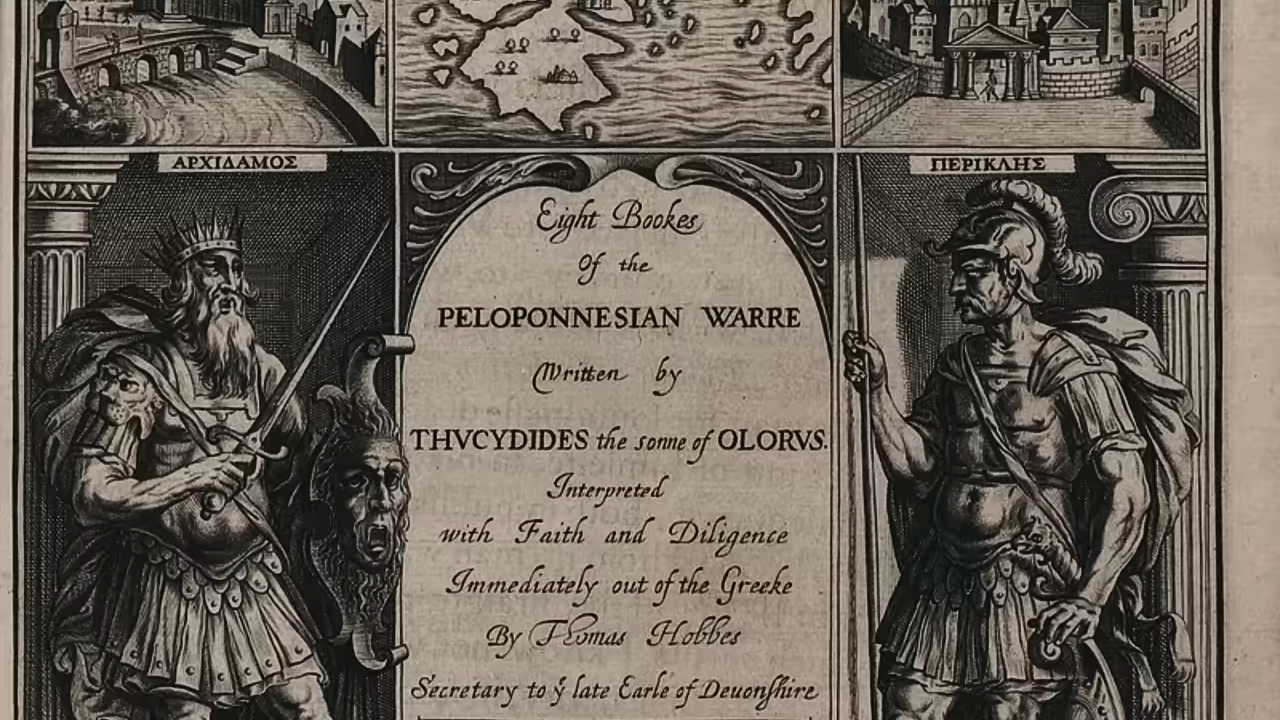 ΑΡΧΙΔΑΜΟΣ
ΠΕΡΙΚΛΗΣ
Eight Bookes
Of the
PELOPONNESIAN WARRE
Written by
THVCYDIDES the sonne of OLORVS.
Interpreted
with Faith and Diligence
Immediately out of the Greeke
By Thomas Hobbes
Secretary to ẙ late Earle of Deuonſhire